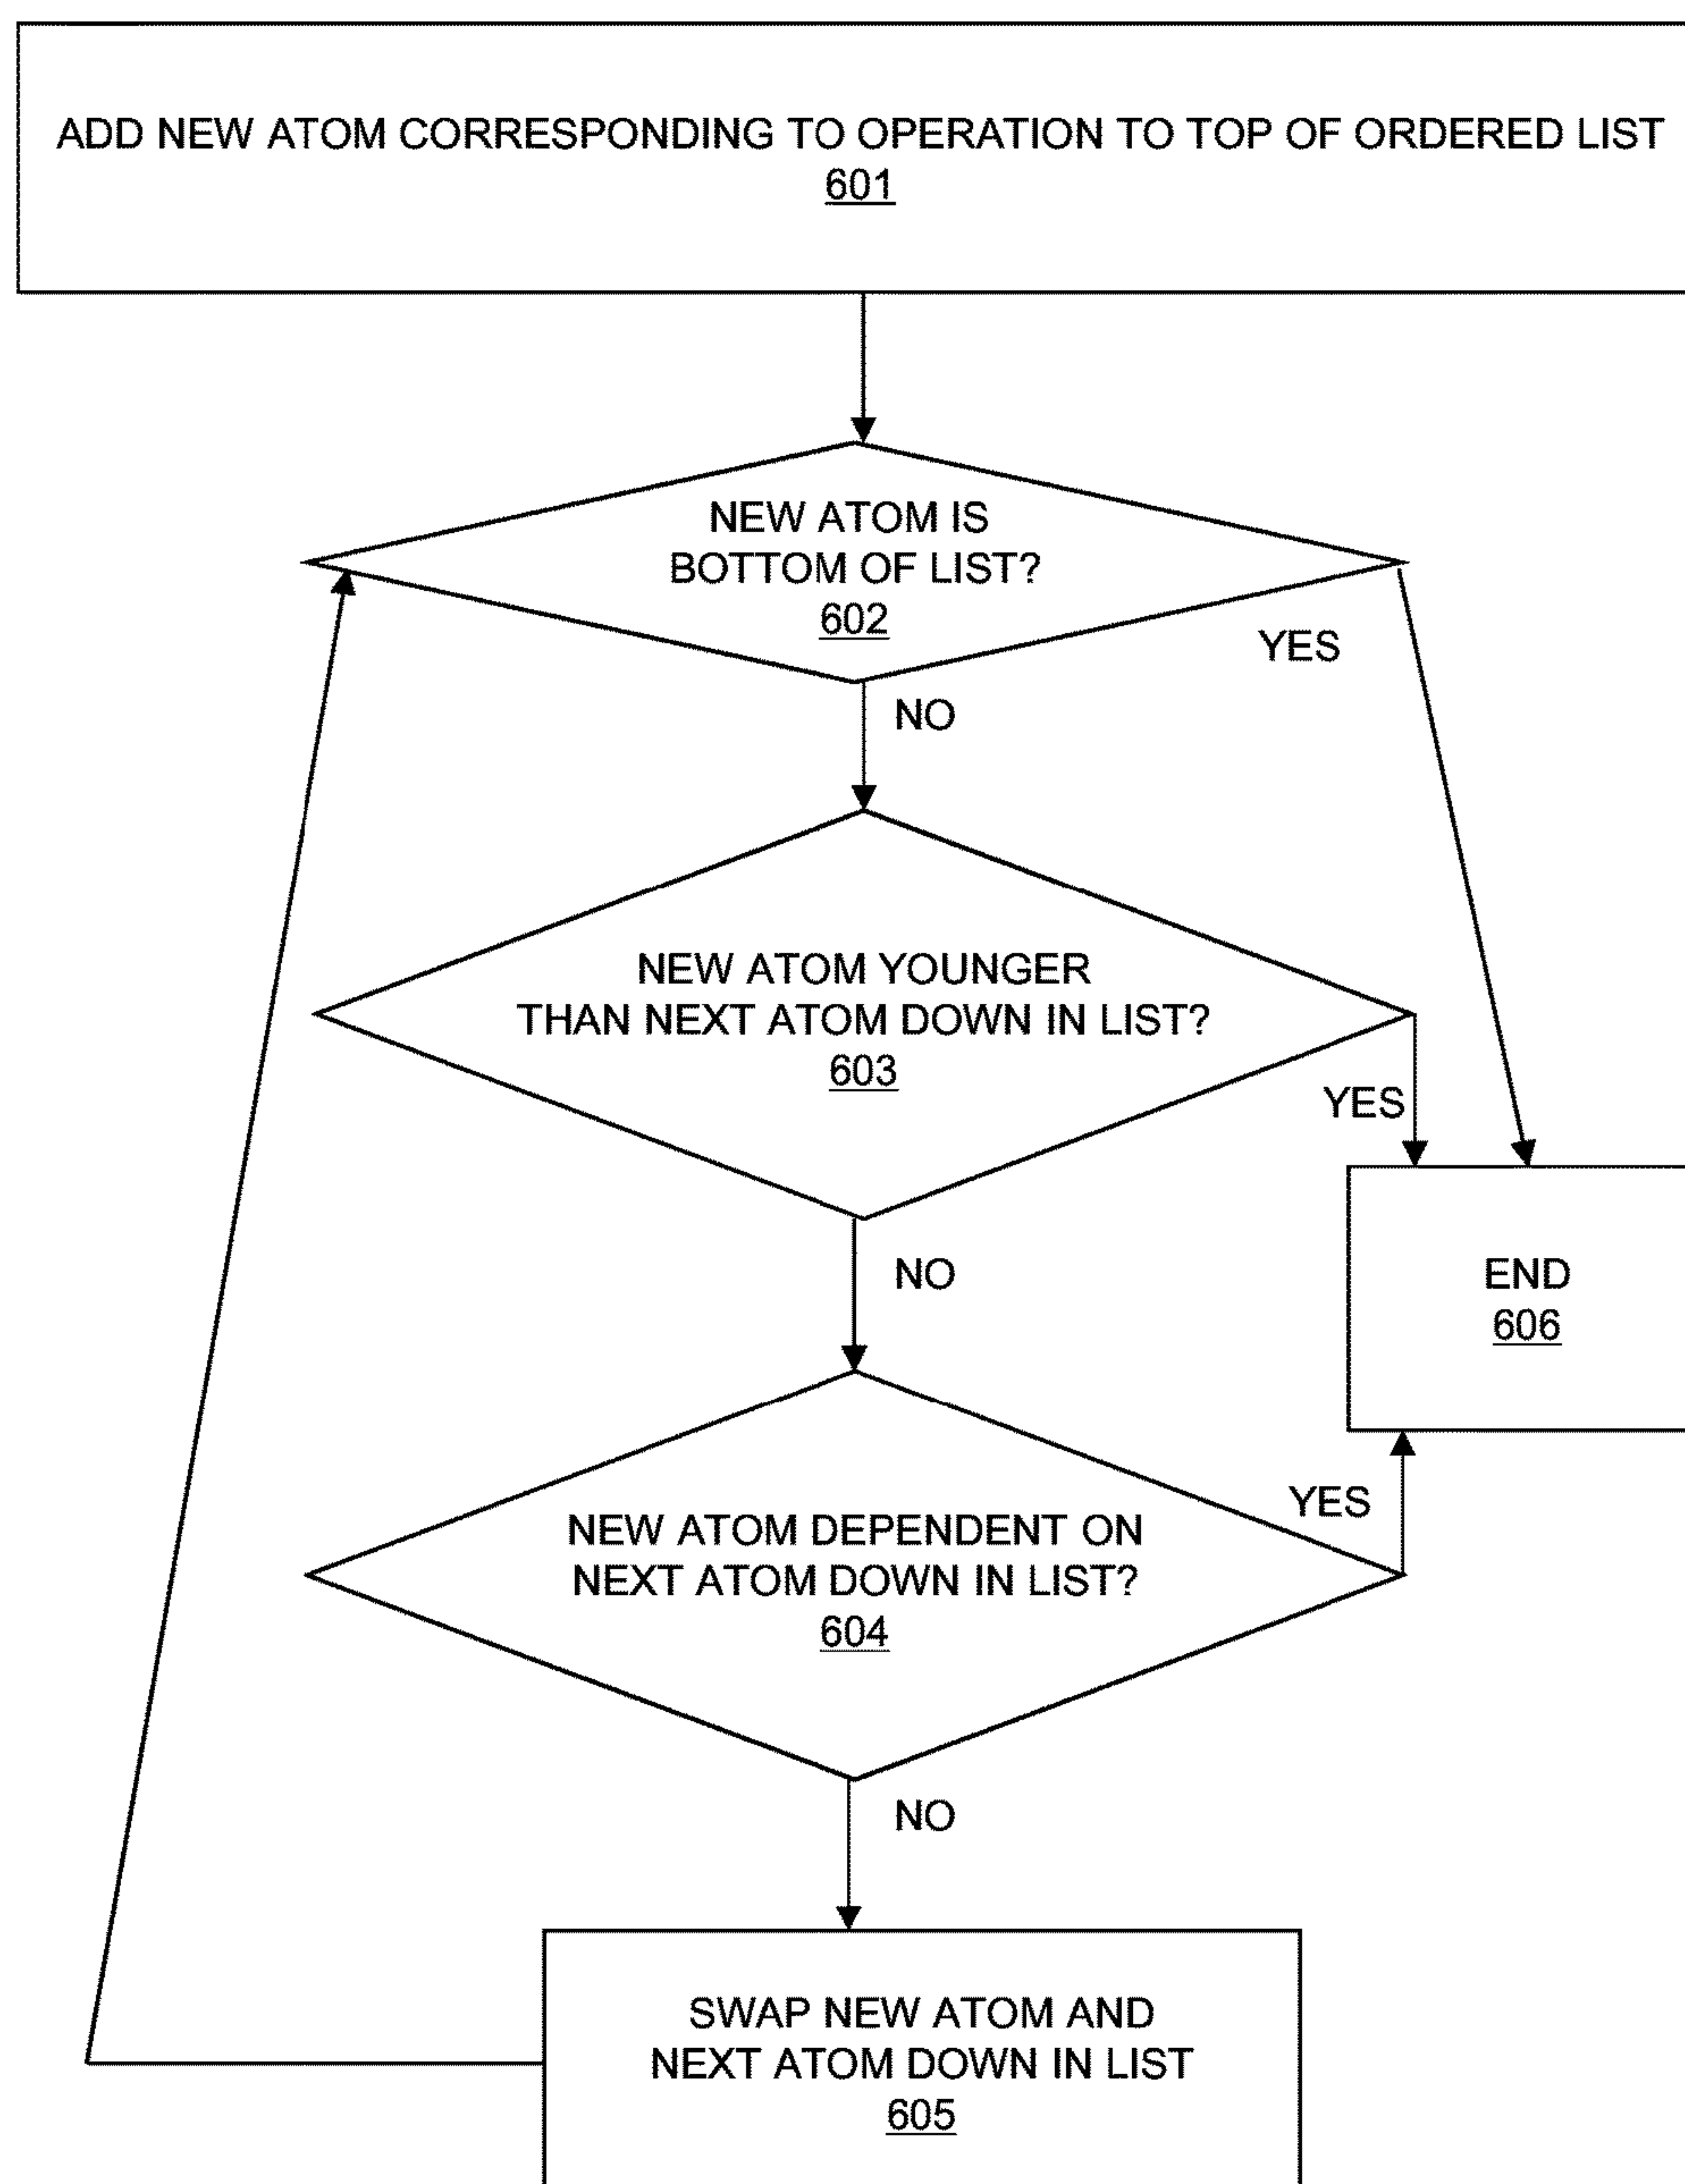 ADD NEW ATOM CORRESPONDING TO OPERATION TO TOP OF ORDERED LIST
601
NEW ATOM IS
BOTTOM OF LIST?
602
YES
NO
NEW ATOM YOUNGER
THAN NEXT ATOM DOWN IN LIST?
603
YES
NO
END
606
NEW ATOM DEPENDENT ON
NEXT ATOM DOWN IN LIST?
604
YES
NO
SWAP NEW ATOM AND
NEXT ATOM DOWN IN LIST
605